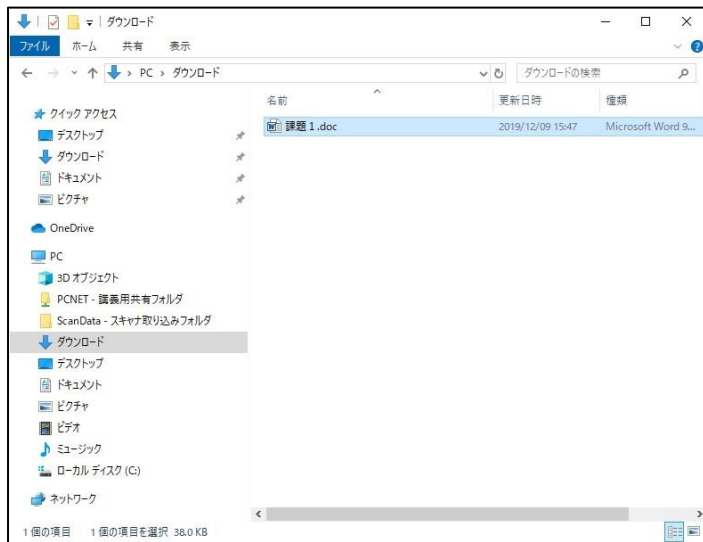 ダウンロード
ファイル ホーム 共有 表示
PC › ダウンロード
ダウンロードの検索
名前 更新日時 種類
課題1.doc 2019/12/09 15:47 Microsoft Word 9...
クイック アクセス
デスクトップ
ダウンロード
ドキュメント
ピクチャ
OneDrive
PC
3D オブジェクト
PCNET - 講義用共有フォルダ
ScanData - スキャナ取り込みフォルダ
ダウンロード
デスクトップ
ドキュメント
ピクチャ
ビデオ
ミュージック
ローカル ディスク (C:)
ネットワーク
1 個の項目 1 個の項目を選択 38.0 KB